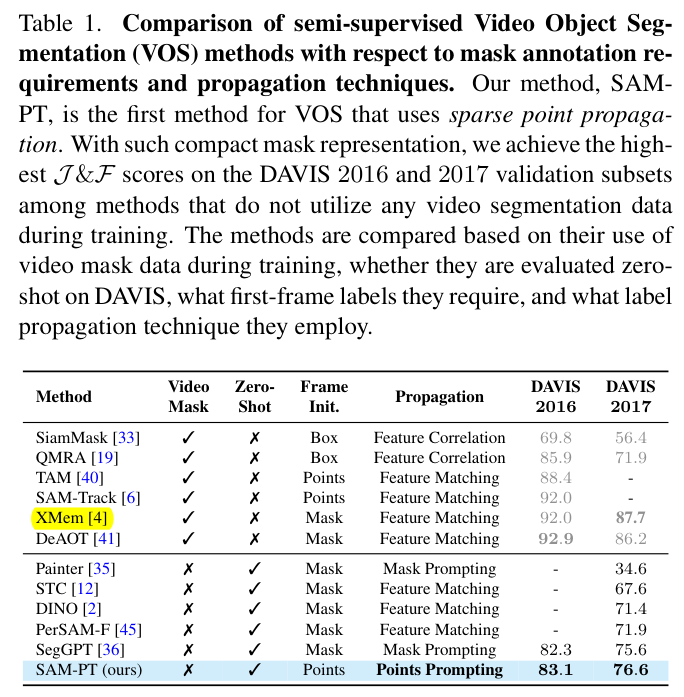 Table 1. Comparison of semi-supervised Video Object Seg-
mentation (VOS) methods with respect to mask annotation re-
quirements and propagation techniques. Our method, SAM-
PT, is the first method for VOS that uses sparse point propaga-
tion. With such compact mask representation, we achieve the high-
est 𝒥&ℱ scores on the DAVIS 2016 and 2017 validation subsets
among methods that do not utilize any video segmentation data
during training. The methods are compared based on their use of
video mask data during training, whether they are evaluated zero-
shot on DAVIS, what first-frame labels they require, and what label
propagation technique they employ.
Method Video Mask Zero-Shot Frame Init. Propagation DAVIS 2016 DAVIS 2017
SiamMask [33] ✓ ✗ Box Feature Correlation 69.8 56.4
QMRA [19] ✓ ✗ Box Feature Correlation 85.9 71.9
TAM [40] ✓ ✗ Points Feature Matching 88.4 -
SAM-Track [6] ✓ ✗ Points Feature Matching 92.0 -
XMem [4] ✓ ✗ Mask Feature Matching 92.0 87.7
DeAOT [41] ✓ ✗ Mask Feature Matching 92.9 86.2
Painter [35] ✗ ✓ Mask Mask Prompting - 34.6
STC [12] ✗ ✓ Mask Feature Matching - 67.6
DINO [2] ✗ ✓ Mask Feature Matching - 71.4
PerSAM-F [45] ✗ ✓ Mask Feature Matching - 71.9
SegGPT [36] ✗ ✓ Mask Mask Prompting 82.3 75.6
SAM-PT (ours) ✗ ✓ Points Points Prompting 83.1 76.6